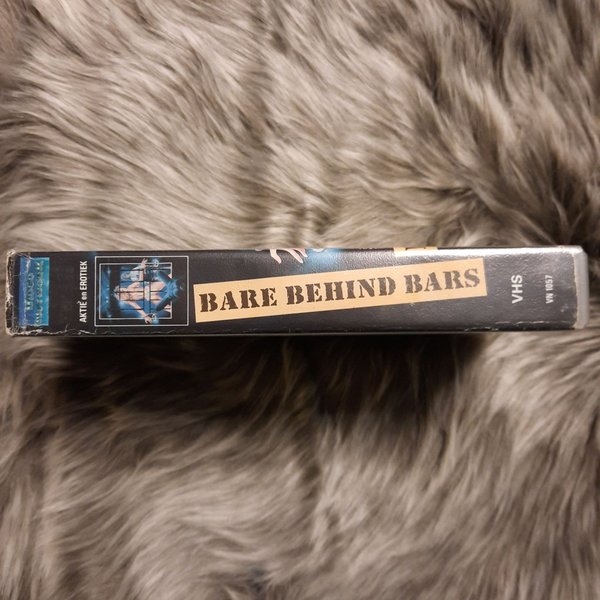 AKTIE en EROTIEK
BARE BEHIND BARS
VHS
VN 1057